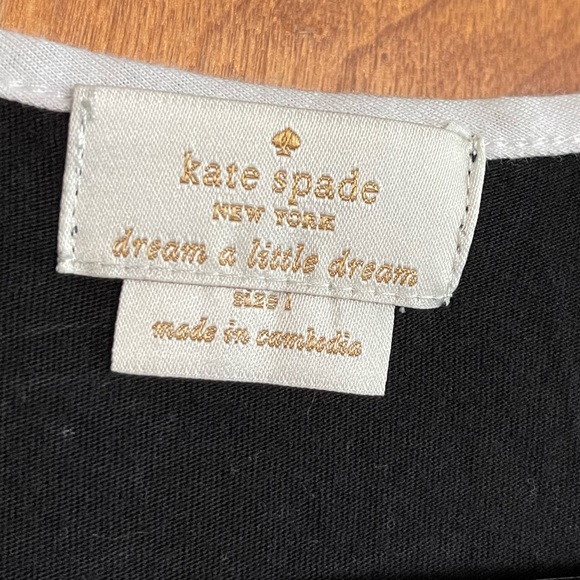 kate spade
NEW YORK
dream a little dream
SIZE 1
made in cambodia